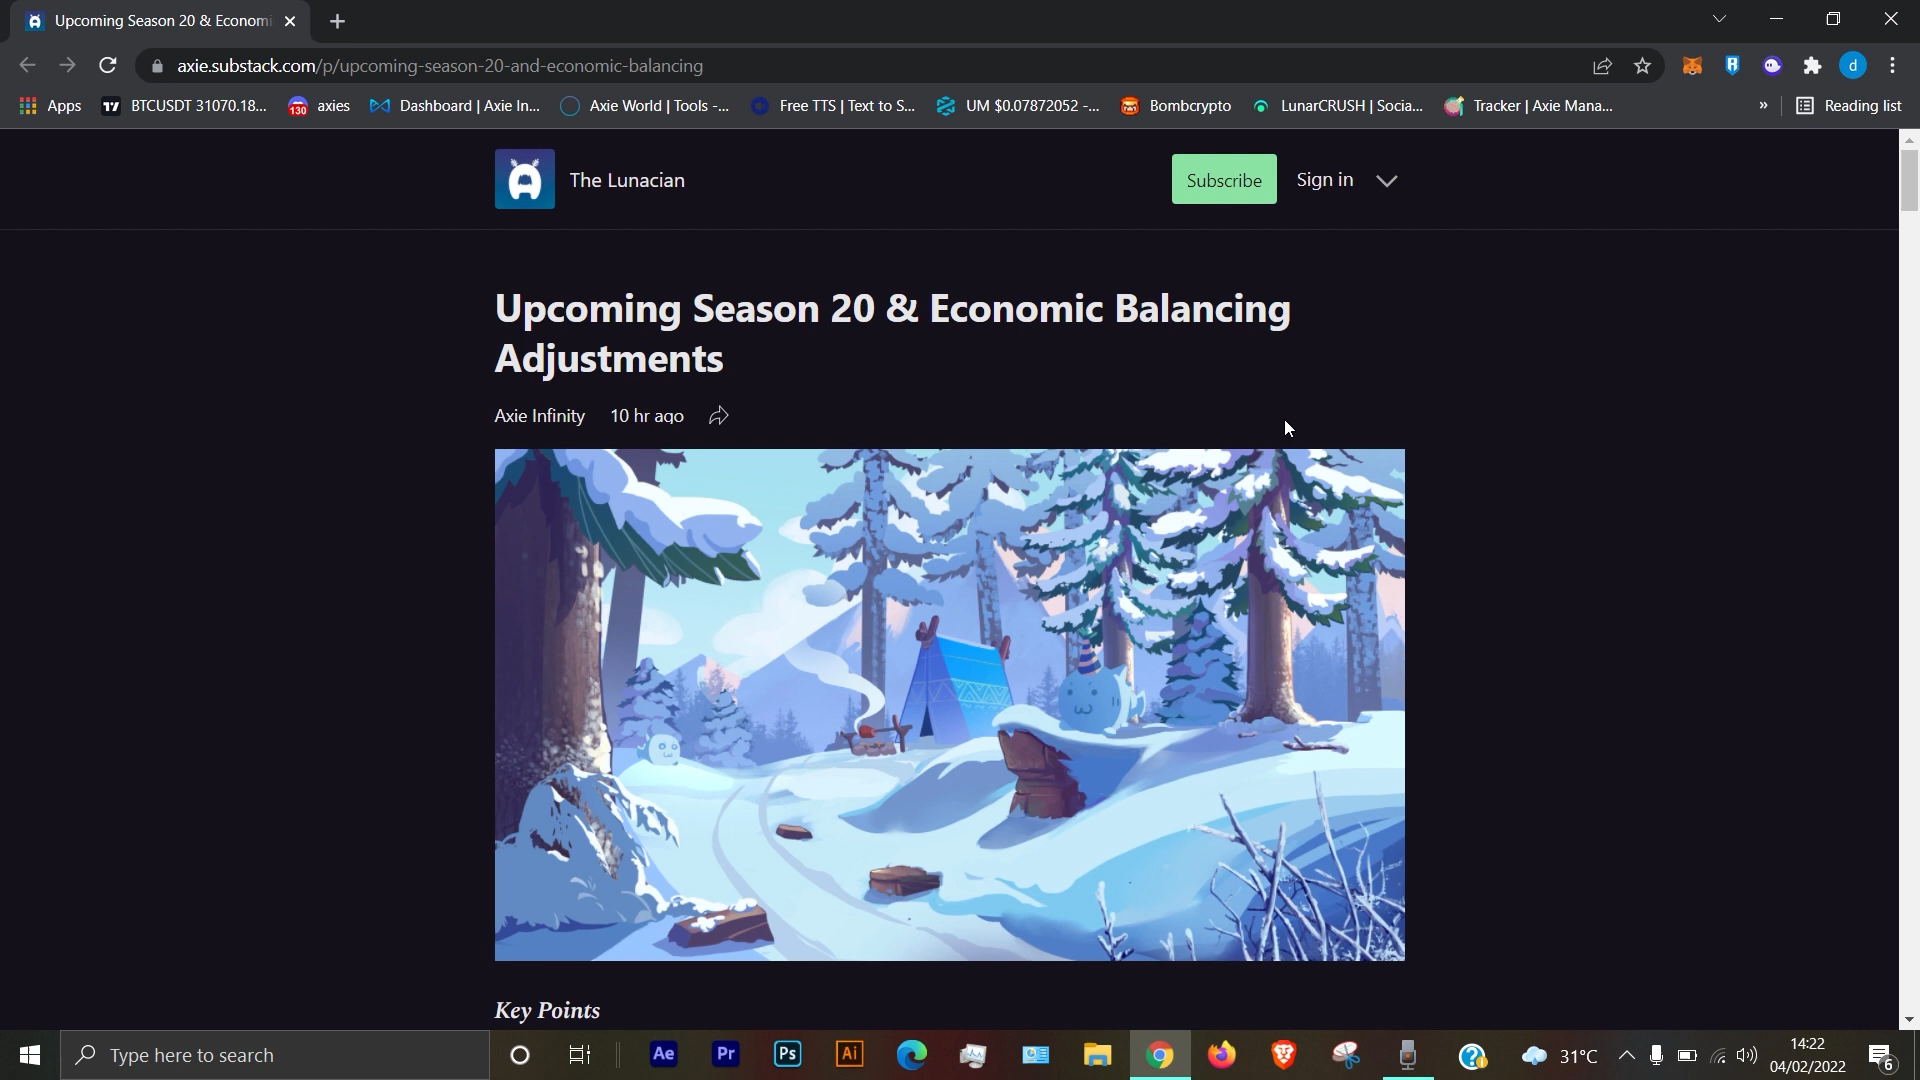 Upcoming Season 20 & Economi
axie.substack.com/p/upcoming-season-20-and-economic-balancing
d
Apps
17 BTCUSDT 31070.18...
130 axies
Dashboard | Axie In...
Axie World | Tools -...
Free TTS | Text to S...
UM $0.07872052 -...
Bombcrypto
LunarCRUSH | Socia...
Tracker | Axie Mana...
»
Reading list
The Lunacian
Subscribe
Sign in
Upcoming Season 20 & Economic Balancing
Adjustments
Axie Infinity 10 hr ago
Key Points
Type here to search
Ae
Pr
Ps
Ai
31°C
14:22
04/02/2022
6